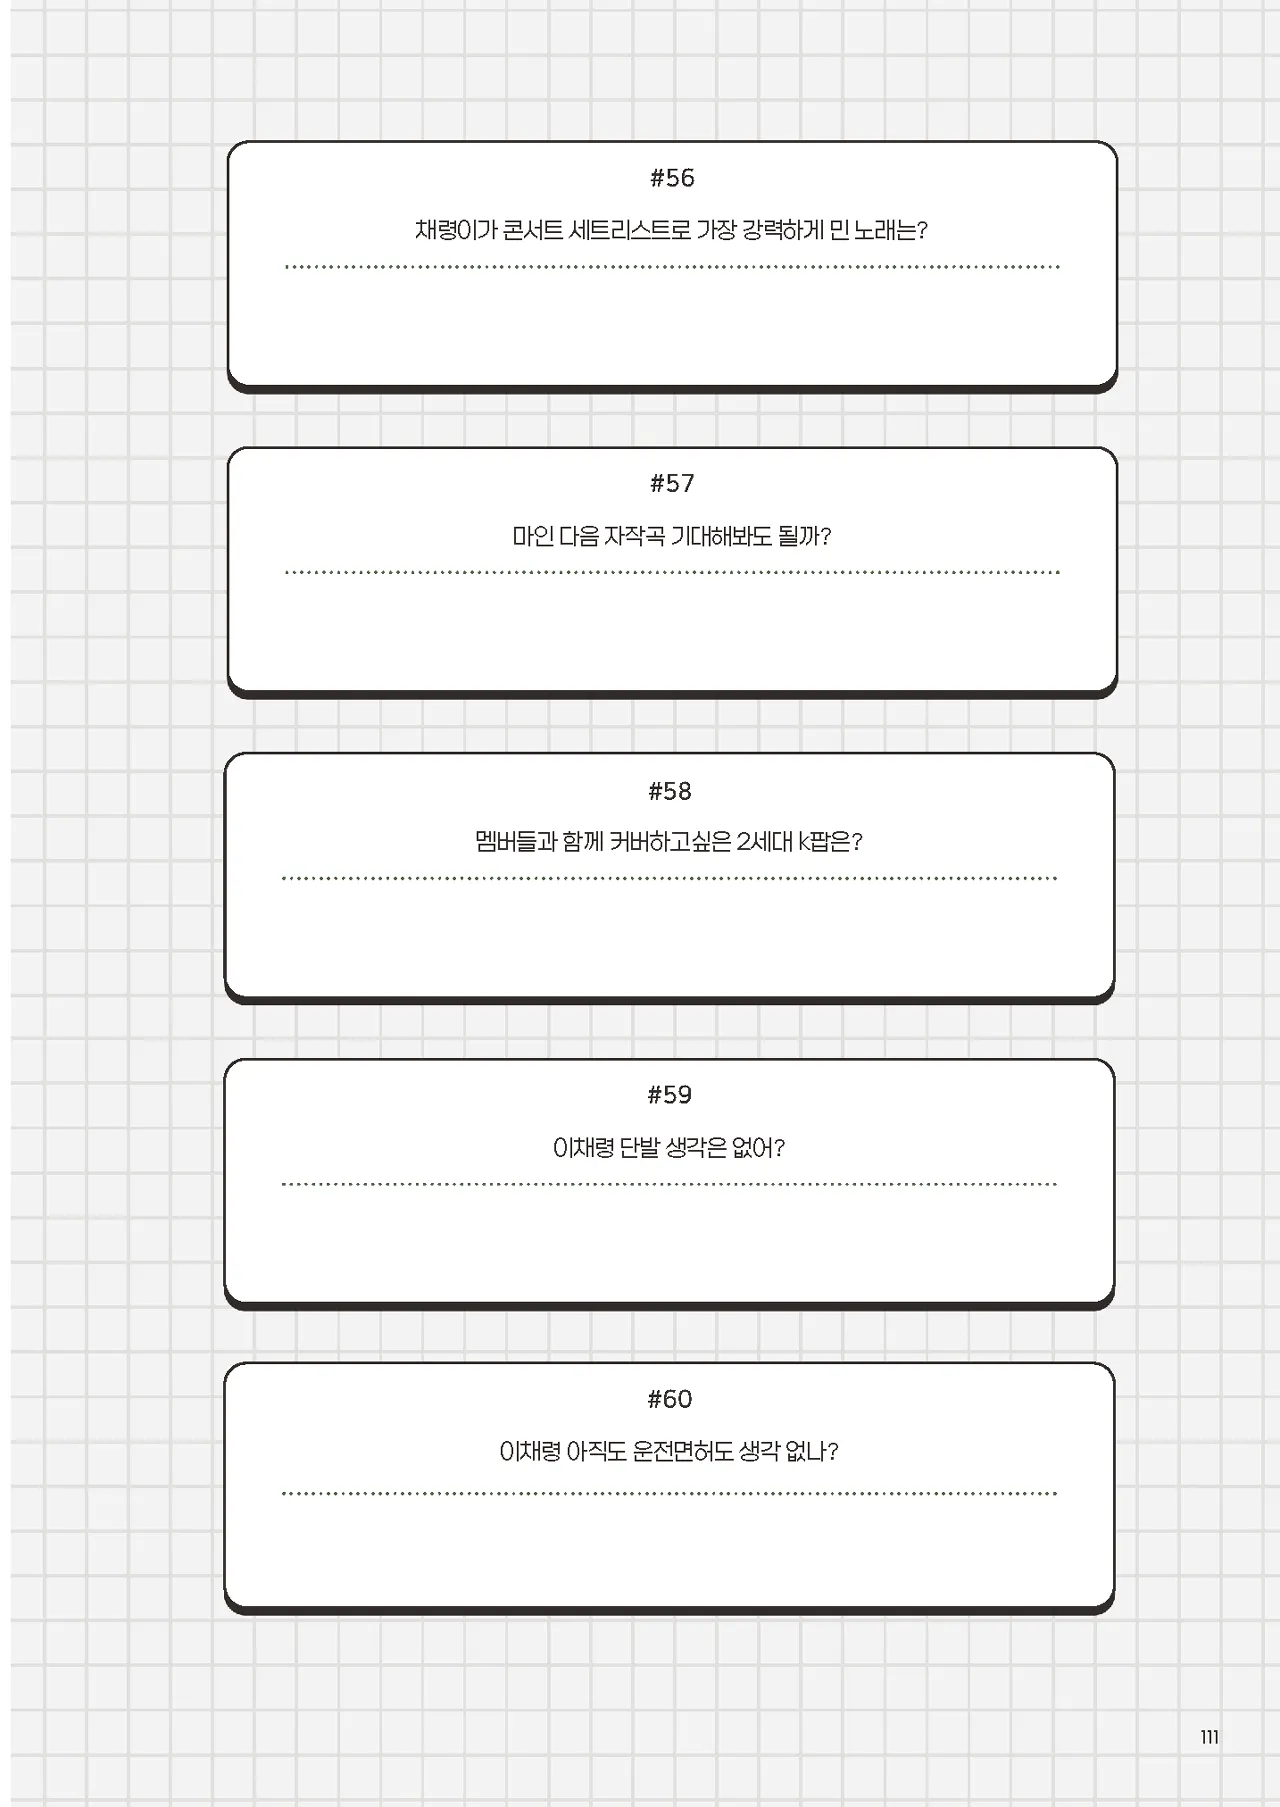 #56
채령이가 콘서트 세트리스트로 가장 강력하게 민 노래는?
#57
마인 다음 자작곡 기대해봐도 될까?
#58
멤버들과 함께 커버하고싶은 2세대 k팝은?
#59
이채령 단발 생각은 없어?
#60
이채령 아직도 운전면허도 생각 없나?
111